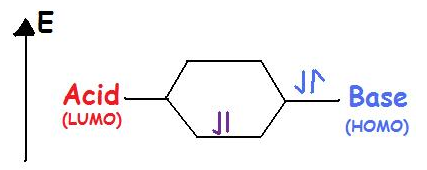 E
Acid
(LUMO)
Base
(HOMO)